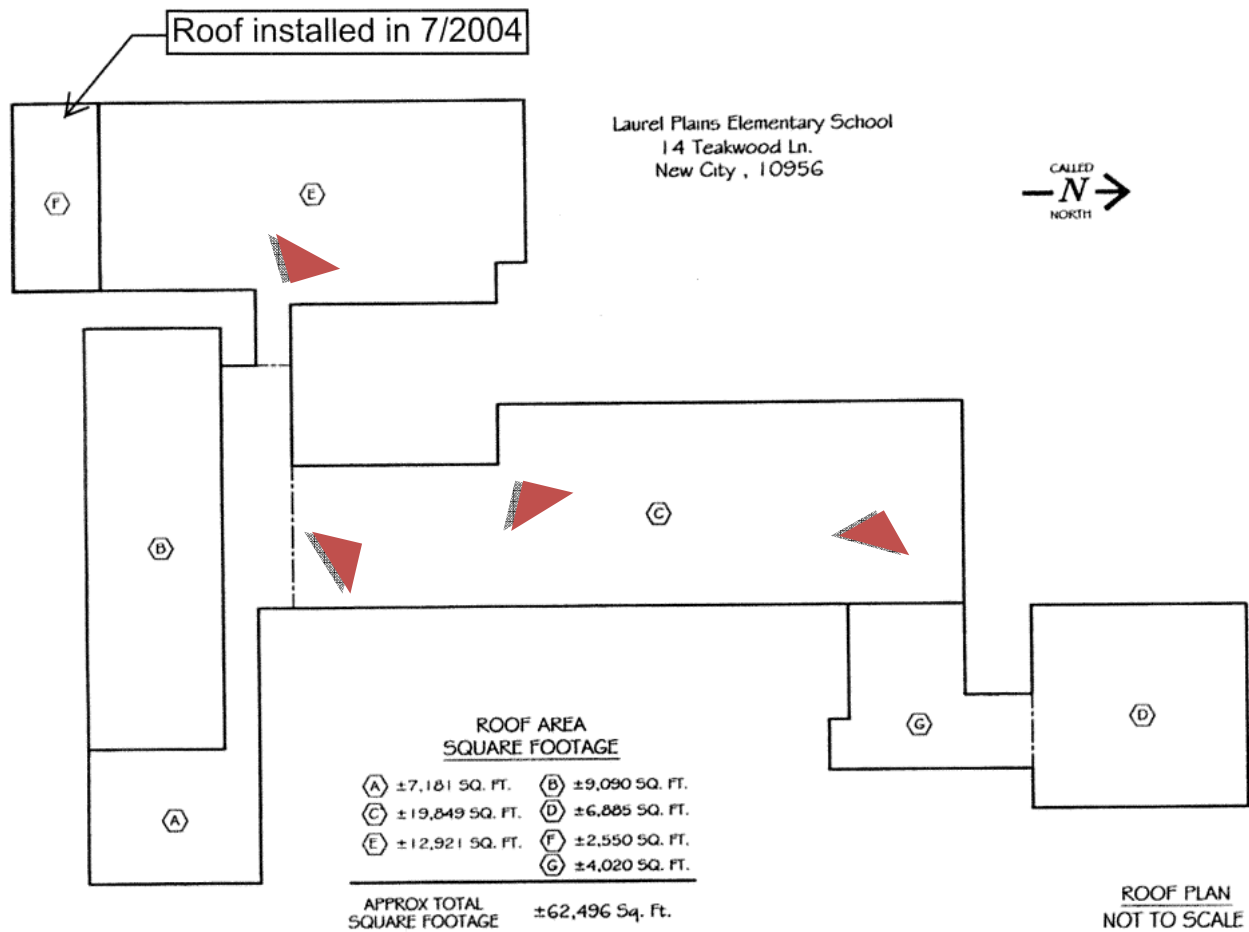 Roof installed in 7/2004
Laurel Plains Elementary School
14 Teakwood Ln.
New City , 10956
CALLED
N
NORTH
F
E
C
B
G
D
A
ROOF AREA
SQUARE FOOTAGE
A ±7,181 SQ. FT. B ±9,090 SQ. FT.
C ±19,849 SQ. FT. D ±6,885 SQ. FT.
E ±12,921 SQ. FT. F ±2,550 SQ. FT.
G ±4,020 SQ. FT.
APPROX TOTAL
SQUARE FOOTAGE ±62,496 Sq. Ft.
ROOF PLAN
NOT TO SCALE